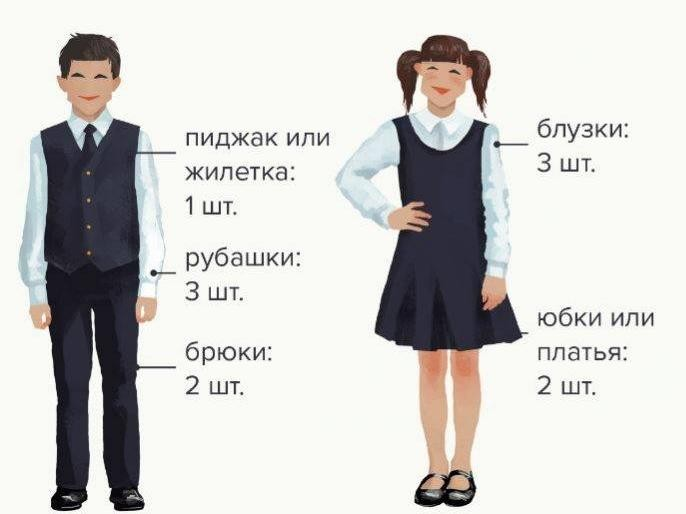 пиджак или
жилетка:
1 шт.
рубашки:
3 шт.
брюки:
2 шт.
блузки:
3 шт.
юбки или
платья:
2 шт.